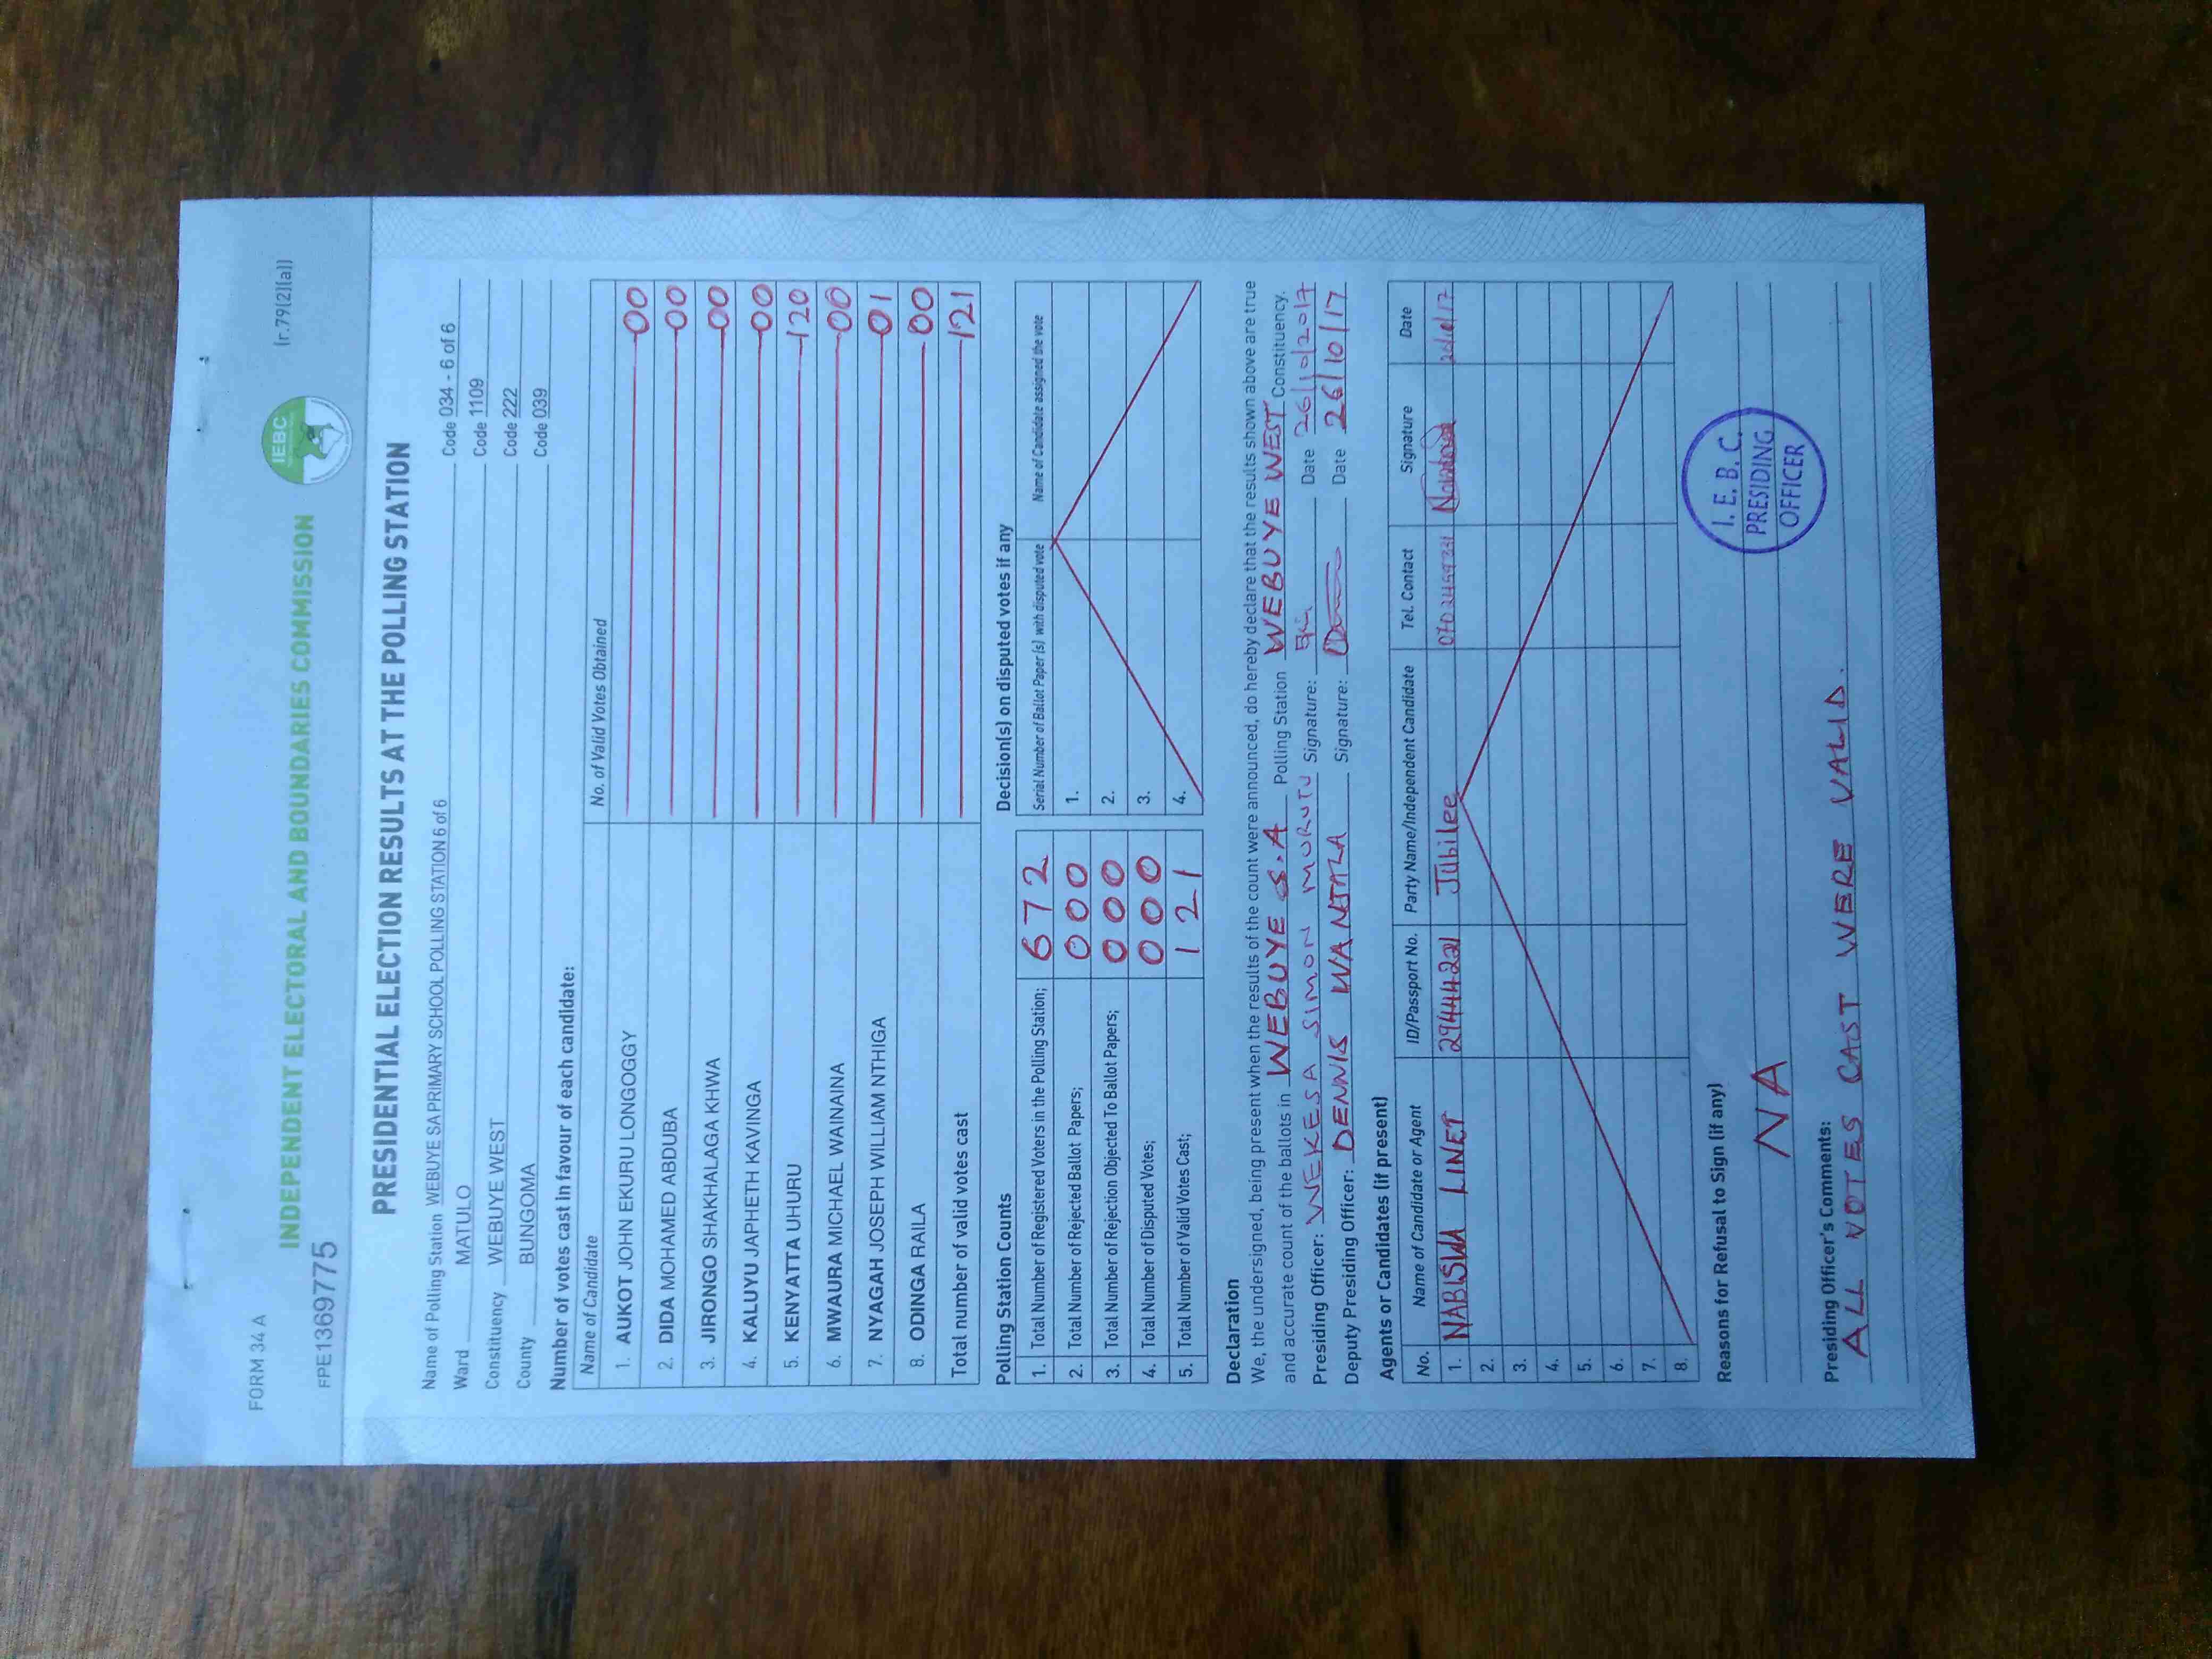 FORM 34 A
(r.79(2)(a))
IEBC
INDEPENDENT ELECTORAL AND BOUNDARIES COMMISSION
FPE1369775
PRESIDENTIAL ELECTION RESULTS AT THE POLLING STATION
Name of Polling Station WEBUYE SA PRIMARY SCHOOL POLLING STATION 6 of 6 Code 034 - 6 of 6
Ward MATULO Code 1109
Constituency WEBUYE WEST Code 222
County BUNGOMA Code 039
Number of votes cast in favour of each candidate:
Name of Candidate No. of Valid Votes Obtained
1. AUKOT JOHN EKURU LONGOGGY 00
2. DIDA MOHAMED ABDUBA 00
3. JIRONGO SHAKHALAGA KHWA 00
4. KALUYU JAPHETH KAVINGA 00
5. KENYATTA UHURU 120
6. MWAURA MICHAEL WAINAINA 00
7. NYAGAH JOSEPH WILLIAM NTHIGA 01
8. ODINGA RAILA 00
Total number of valid votes cast 121
Polling Station Counts
1. Total Number of Registered Voters in the Polling Station; 672
2. Total Number of Rejected Ballot Papers; 000
3. Total Number of Rejection Objected To Ballot Papers; 000
4. Total Number of Disputed Votes; 000
5. Total Number of Valid Votes Cast; 121
Decision(s) on disputed votes if any
Serial Number of Ballot Paper (s) with disputed vote Name of Candidate assigned the vote
1.
2.
3.
4.
Declaration
We, the undersigned, being present when the results of the count were announced, do hereby declare that the results shown above are true
and accurate count of the ballots in WEBUYE S.A Polling Station WEBUYE WEST Constituency.
Presiding Officer: WEKESA SIMON MURUTU Signature: Date 26/10/2017
Deputy Presiding Officer: DENNIS WANJALA Signature: Date 26/10/17
Agents or Candidates (if present)
No. Name of Candidate or Agent ID/Passport No. Party Name/Independent Candidate Tel. Contact Signature Date
1. NABISWA LINET Jubilee 26/10/17
2.
3.
4.
5.
6.
7.
8.
I.E.B.C.
PRESIDING
OFFICER
Reasons for Refusal to Sign (if any)
NA
Presiding Officer's Comments:
ALL VOTES CAST WERE VALID.